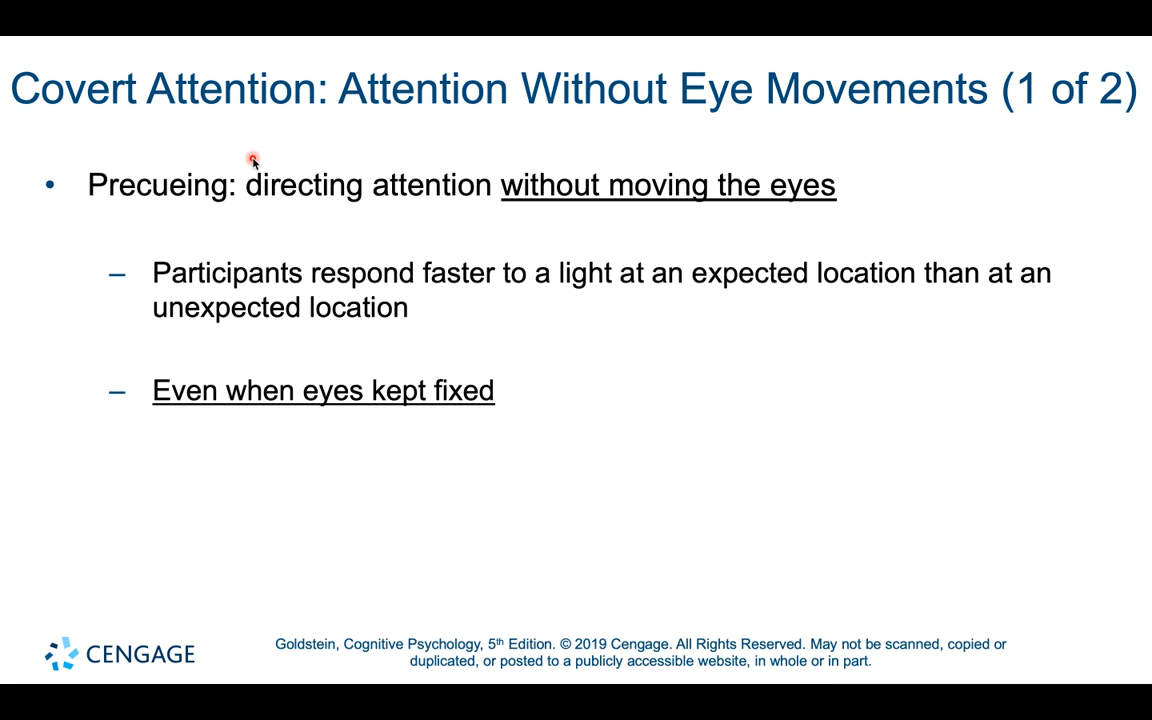 Covert Attention: Attention Without Eye Movements (1 of 2)
• Precueing: directing attention without moving the eyes
– Participants respond faster to a light at an expected location than at an
unexpected location
– Even when eyes kept fixed
CENGAGE
Goldstein, Cognitive Psychology, 5th Edition. © 2019 Cengage. All Rights Reserved. May not be scanned, copied or
duplicated, or posted to a publicly accessible website, in whole or in part.